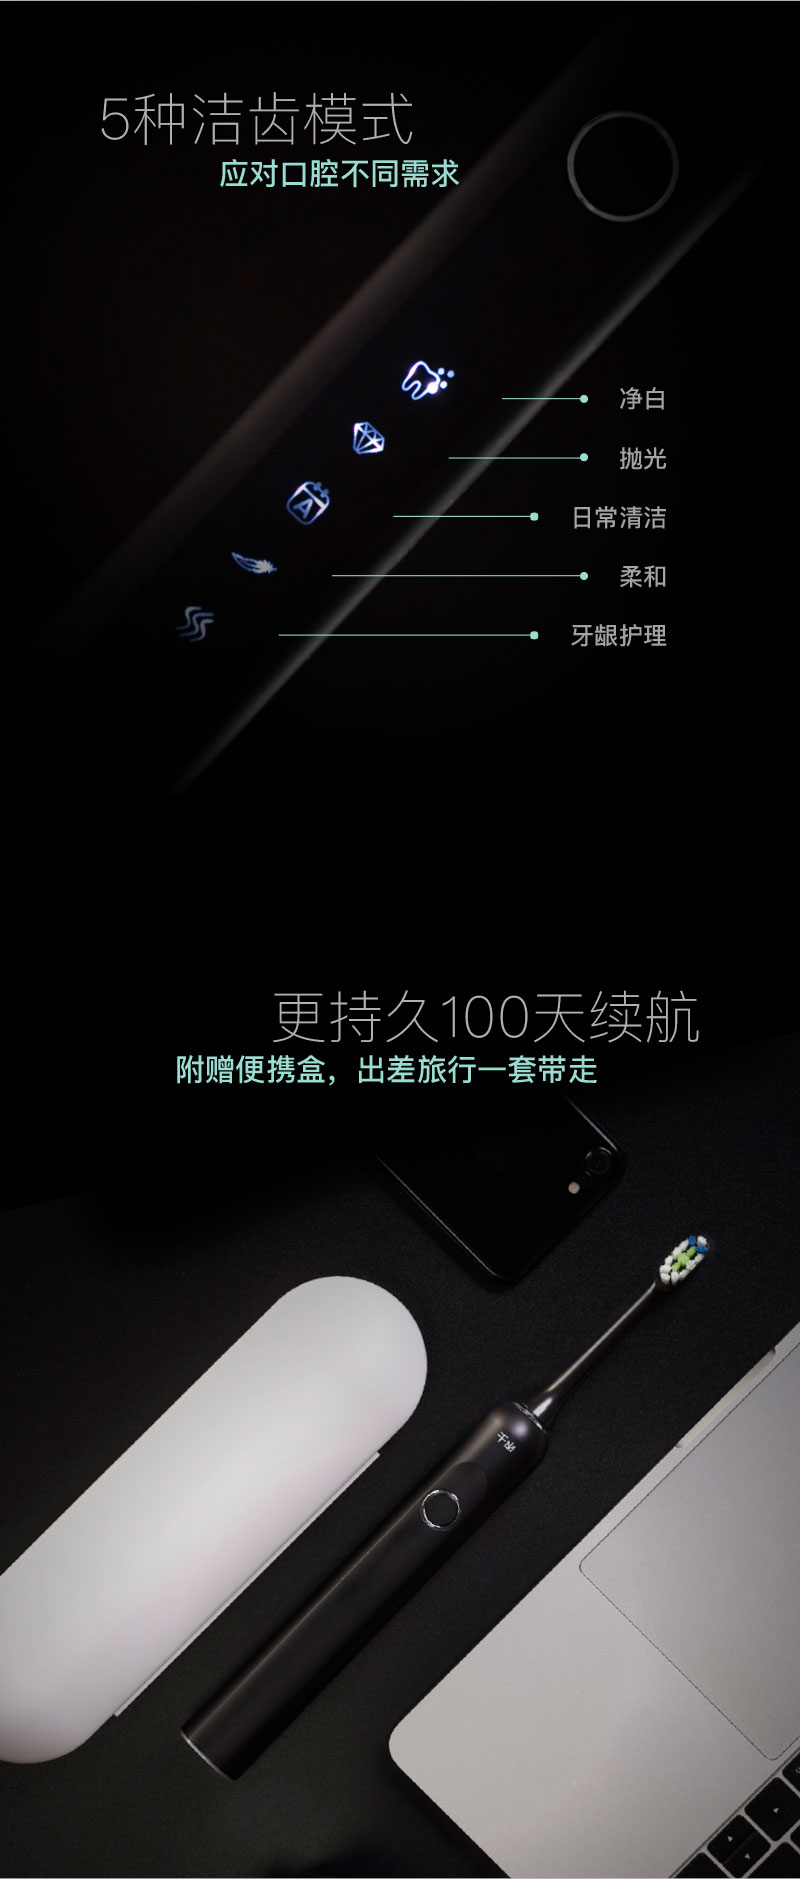 5种洁齿模式
应对口腔不同需求
净白
抛光
A
日常清洁
柔和
牙龈护理
更持久100天续航
附赠便携盒，出差旅行一套带走